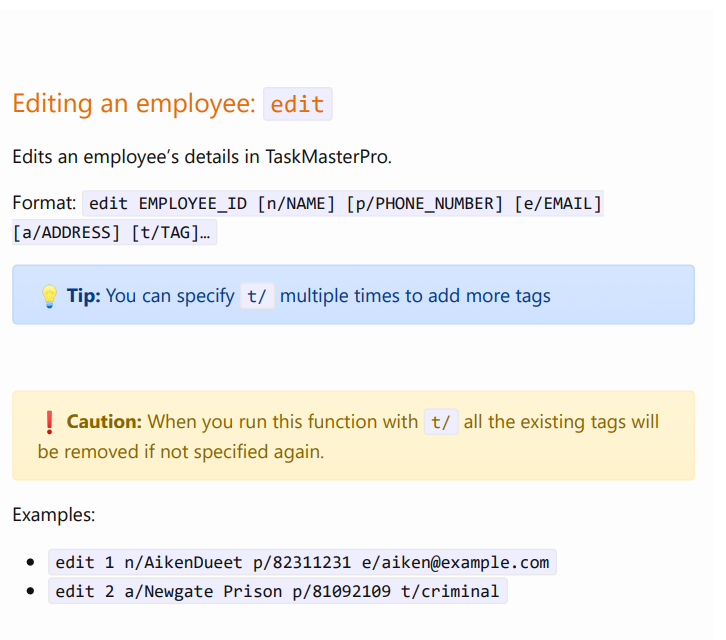 Editing an employee: edit
Edits an employee’s details in TaskMasterPro.
Format: edit EMPLOYEE_ID [n/NAME] [p/PHONE_NUMBER] [e/EMAIL]
[a/ADDRESS] [t/TAG]…
💡 Tip: You can specify t/ multiple times to add more tags
❗ Caution: When you run this function with t/ all the existing tags will
be removed if not specified again.
Examples:
• edit 1 n/AikenDueet p/82311231 e/aiken@example.com
• edit 2 a/Newgate Prison p/81092109 t/criminal